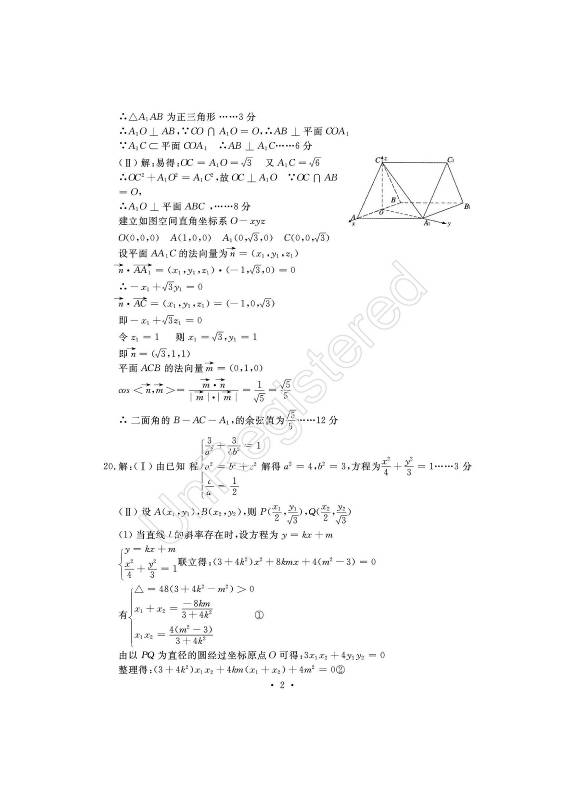 ∴△A₁AB 为正三角形 ……3 分
∴A₁O ⊥ AB,∵CO ∩ A₁O = O,∴AB ⊥ 平面 COA₁
∵A₁C ⊂ 平面 COA₁ ∴AB ⊥ A₁C……6 分
(Ⅱ) 解:易得:OC = A₁O = √3 又 A₁C = √6
∴OC² + A₁O² = A₁C²,故 OC ⊥ A₁O ∵OC ∩ AB
= O,
∴A₁O ⊥ 平面 ABC ,……8 分
建立如图空间直角坐标系 O − xyz
O(0,0,0) A(1,0,0) A₁(0,√3,0) C(0,0,√3)
设平面 AA₁C 的法向量为 n⃗ = (x₁,y₁,z₁)
n⃗ · AA₁⃗ = (x₁,y₁,z₁)·(−1,√3,0) = 0
∴ − x₁ + √3y₁ = 0
n⃗ · AC⃗ = (x₁,y₁,z₁) = (−1,0,√3)
即 − x₁ + √3z₁ = 0
令 z₁ = 1 则 x₁ = √3,y₁ = 1
即 n⃗ = (√3,1,1)
平面 ACB 的法向量 m⃗ = (0,1,0)
cos < n⃗,m⃗ > = m⃗·n⃗/(|m⃗|·|m⃗|) = 1/√5 = √5/5
∴ 二面角的 B − AC − A₁,的余弦值为 √5/5……12 分
20. 解:(Ⅰ) 由已知 程 { 3/a² + 3/4b² = 1
a² = b² + c²
c/a = 1/2 解得 a² = 4,b² = 3,方程为 x²/4 + y²/3 = 1……3 分
(Ⅱ) 设 A(x₁,y₁),B(x₂,y₂),则 P(x₁/2,y₁/√3),Q(x₂/2,y₂/√3)
(1) 当直线 l 的斜率存在时,设方程为 y = kx + m
{ y = kx + m
x²/4 + y²/3 = 1 联立得:(3 + 4k²)x² + 8kmx + 4(m² − 3) = 0
有 { △ = 48(3 + 4k² − m²) > 0
x₁ + x₂ = −8km/(3 + 4k²) ①
x₁x₂ = 4(m² − 3)/(3 + 4k²)
由以 PQ 为直径的圆经过坐标原点 O 可得:3x₁x₂ + 4y₁y₂ = 0
整理得:(3 + 4k²)x₁x₂ + 4km(x₁ + x₂) + 4m² = 0②
· 2 ·
C z C₁
B B₁
A O A₁
x y
UnRegistered